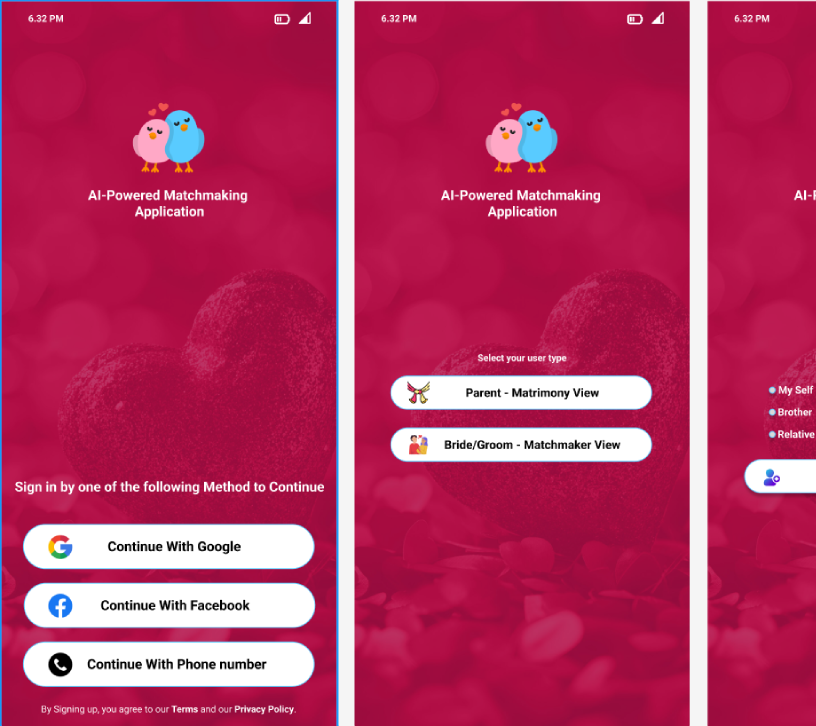 6.32 PM
AI-Powered Matchmaking
Application
Sign in by one of the following Method to Continue
Continue With Google
Continue With Facebook
Continue With Phone number
By Signing up, you agree to our Terms and our Privacy Policy.
6.32 PM
AI-Powered Matchmaking
Application
Select your user type
Parent - Matrimony View
Bride/Groom - Matchmaker View
6.32 PM
My Self
Brother
Relative